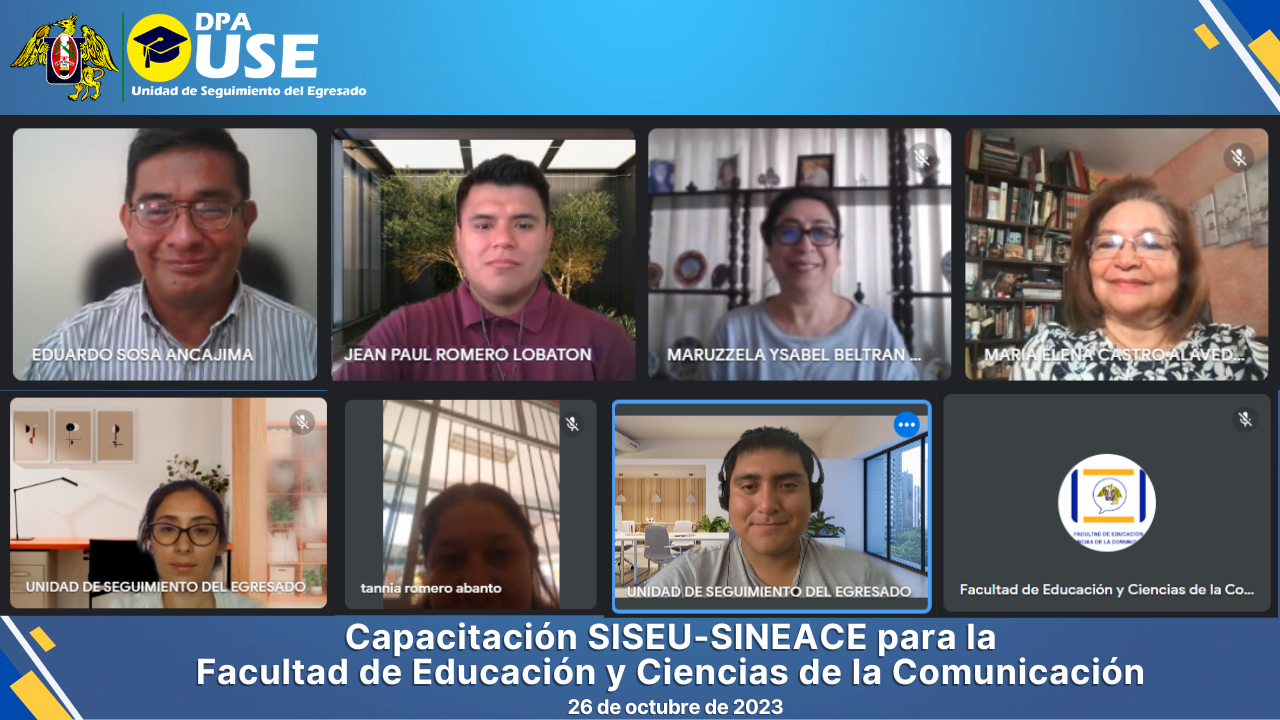 DPA
USE
Unidad de Seguimiento del Egresado
EDUARDO SOSA ANCAJIMA
JEAN PAUL ROMERO LOBATON
MARUZZELA YSABEL BELTRAN ...
MARIA ELENA CASTRO ALAVED...
UNIDAD DE SEGUIMIENTO DEL EGRESADO
tannia romero abanto
UNIDAD DE SEGUIMIENTO DEL EGRESADO
FACULTAD DE EDUCACIÓN
CIAS DE LA COMUNIC
Facultad de Educación y Ciencias de la Co...
Capacitación SISEU-SINEACE para la
Facultad de Educación y Ciencias de la Comunicación
26 de octubre de 2023